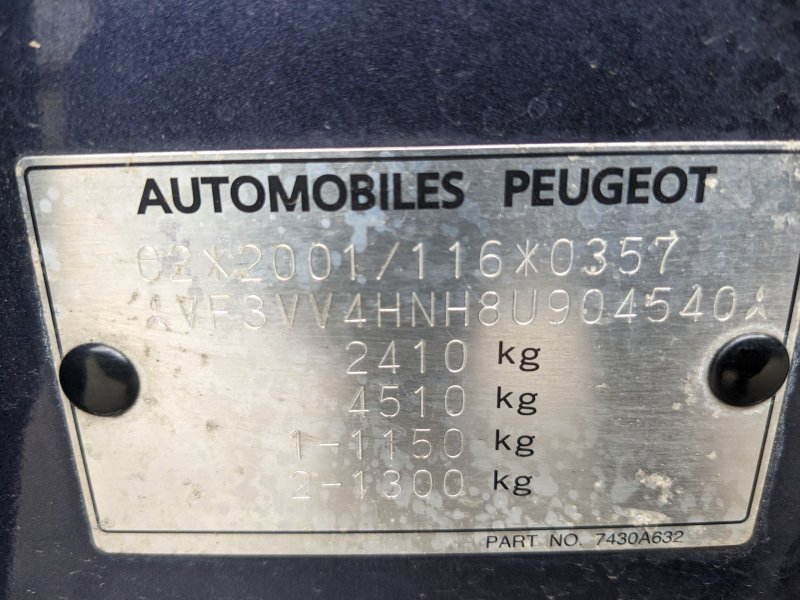 AUTOMOBILES PEUGEOT
02*2001/116*0357
VF3VV4HNH8U904540
2410 kg
4510 kg
1-1150 kg
2-1300 kg
PART NO. 7430A632